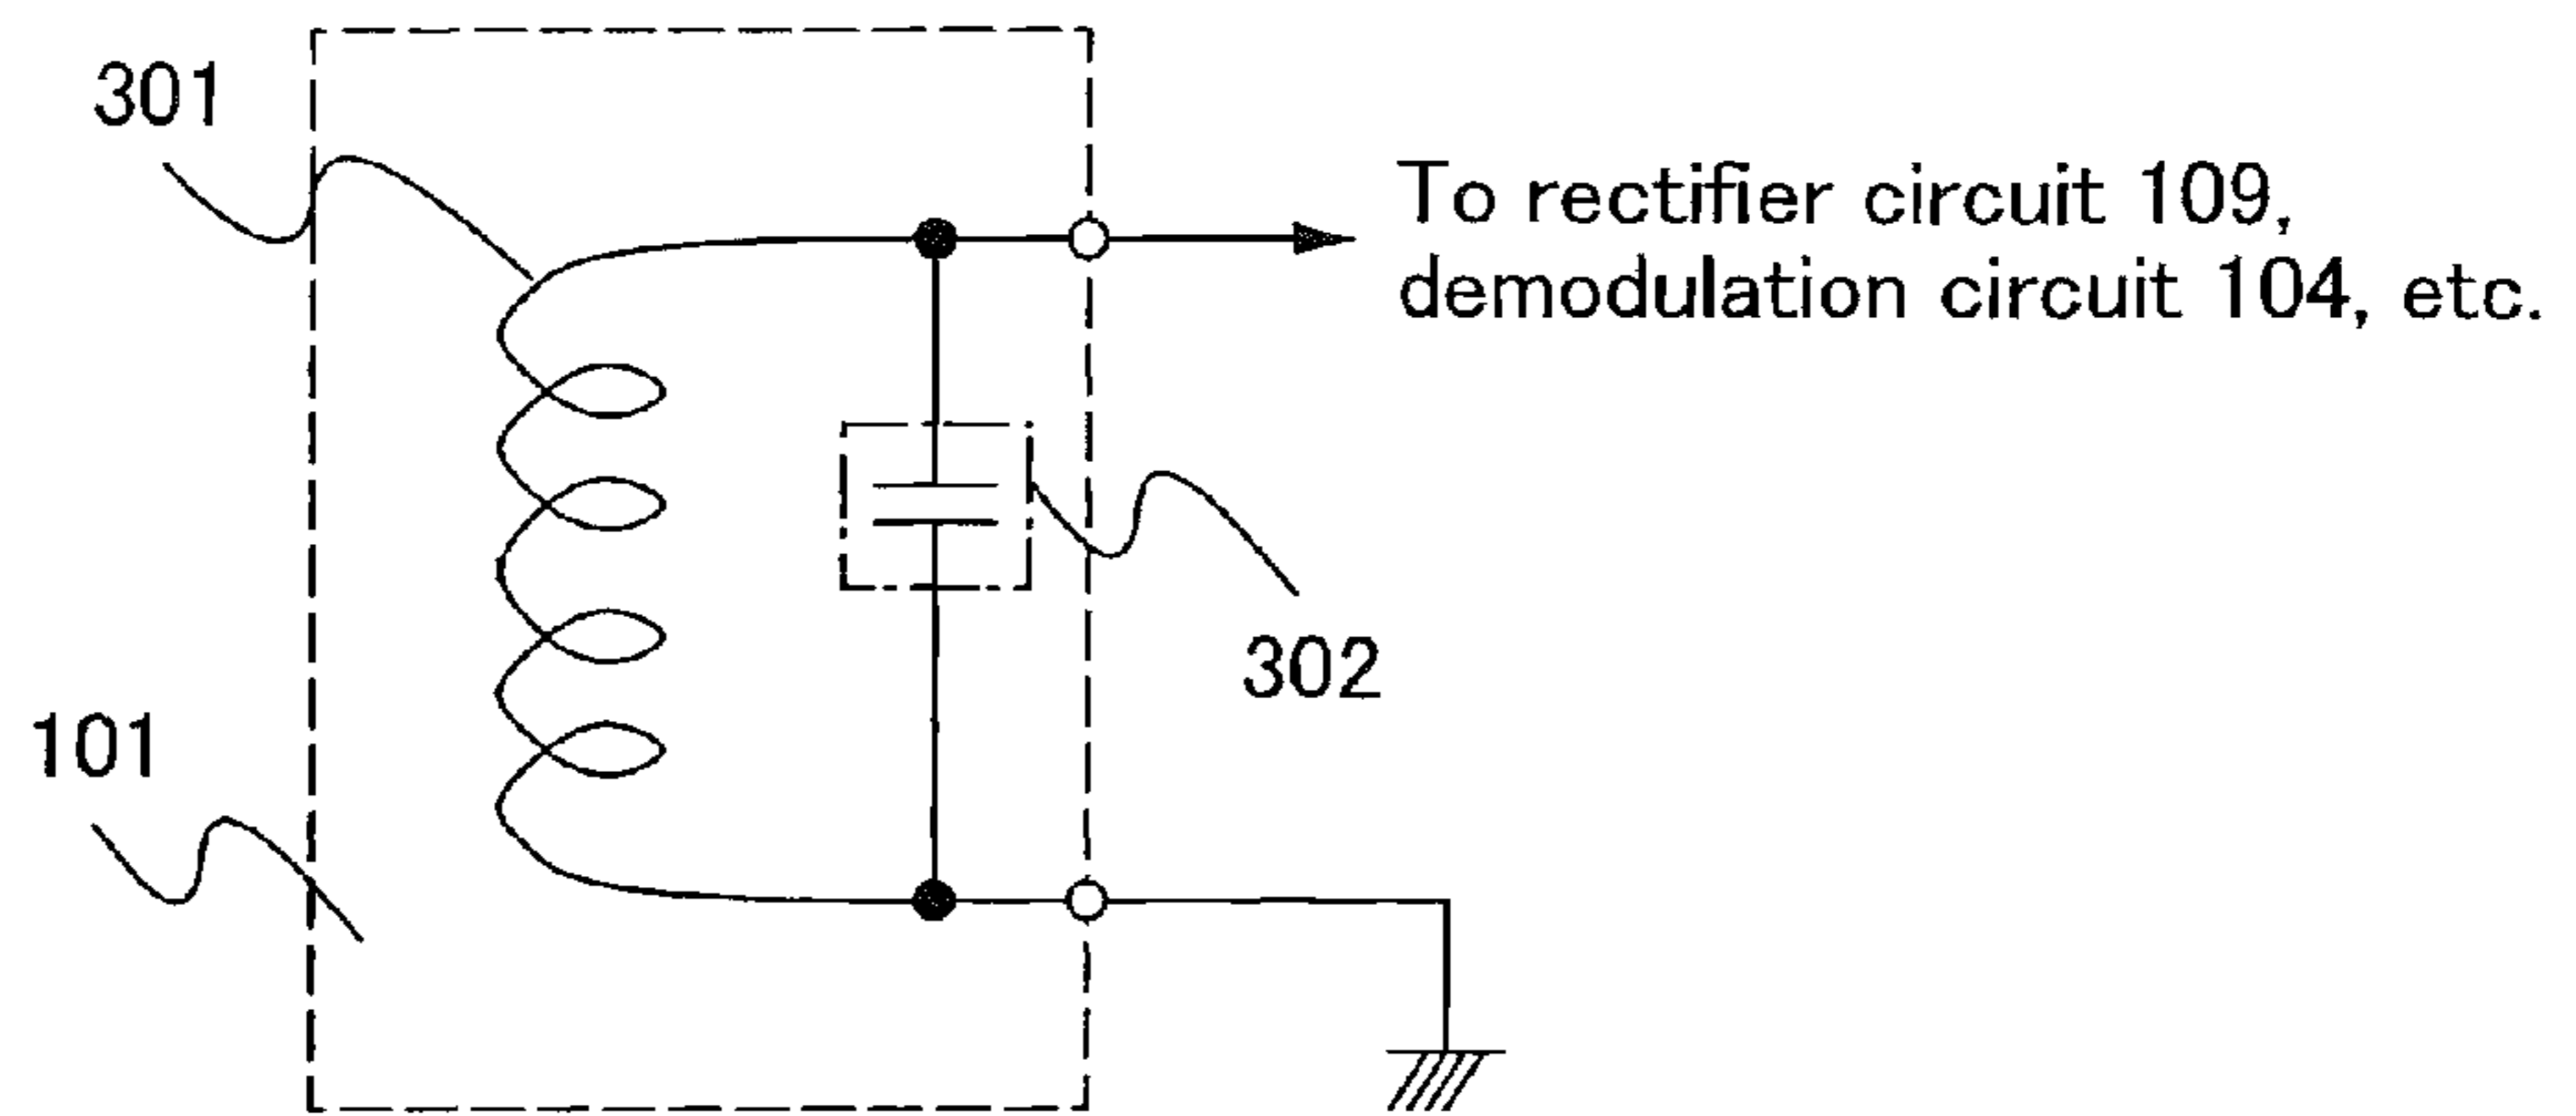 301
To rectifier circuit 109,
demodulation circuit 104, etc.
302
101